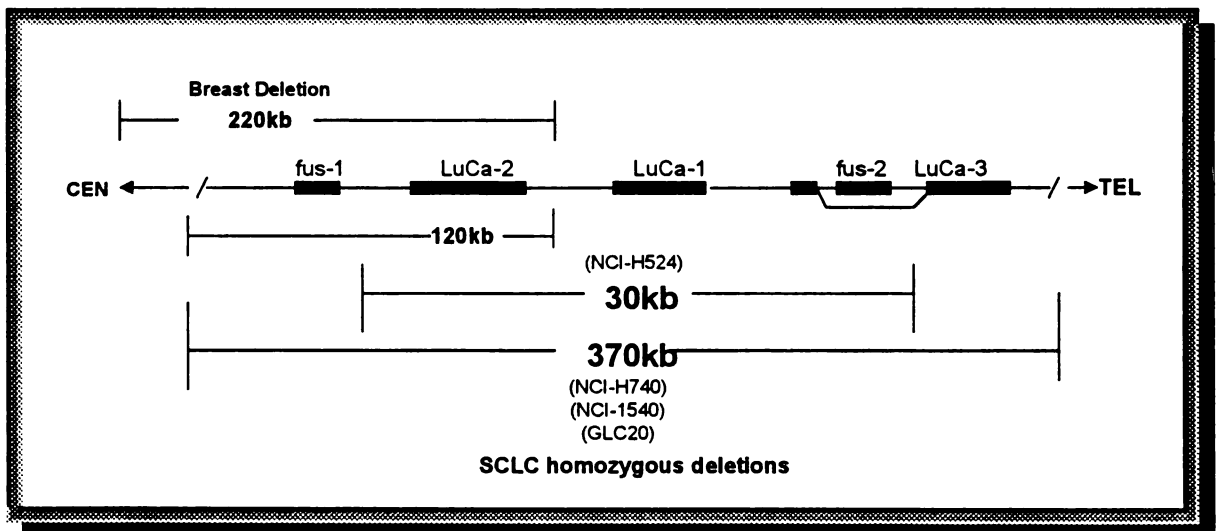 Breast Deletion
220kb
fus-1 LuCa-2 LuCa-1 fus-2 LuCa-3
CEN TEL
120kb
(NCI-H524)
30kb
370kb
(NCI-H740)
(NCI-1540)
(GLC20)
SCLC homozygous deletions